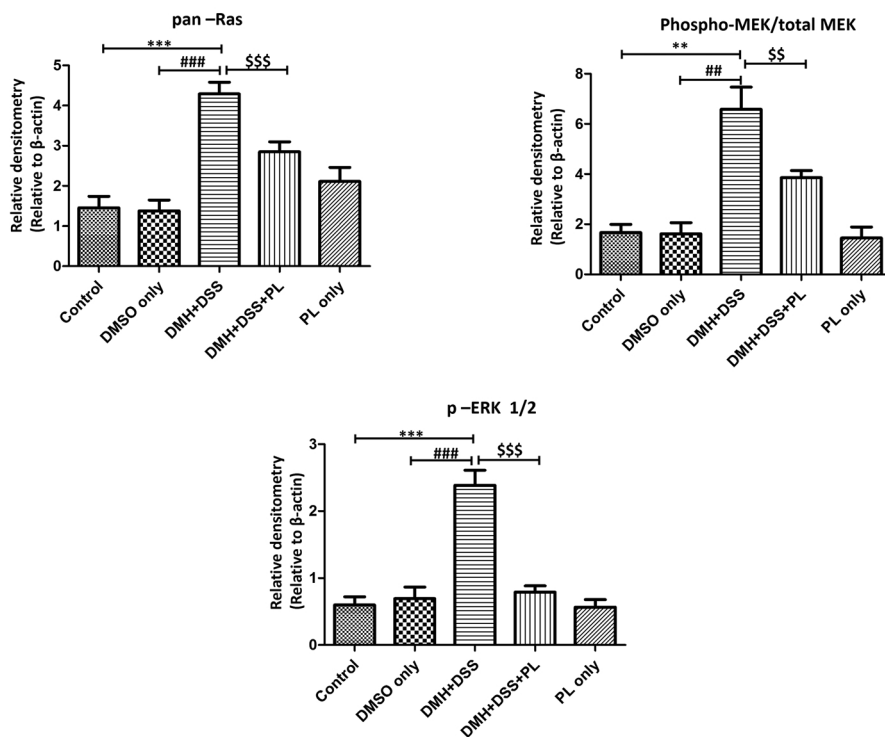 pan –Ras
***
###
$$$
Relative densitometry
(Relative to β-actin)
5
4
3
2
1
0
Control
DMSO only
DMH+DSS
DMH+DSS+PL
PL only
Phospho-MEK/total MEK
**
##
$$
Relative densitometry
(Relative to β-actin)
8
6
4
2
0
Control
DMSO only
DMH+DSS
DMH+DSS+PL
PL only
p –ERK 1/2
***
###
$$$
Relative densitometry
(Relative to β-actin)
3
2
1
0
Control
DMSO only
DMH+DSS
DMH+DSS+PL
PL only